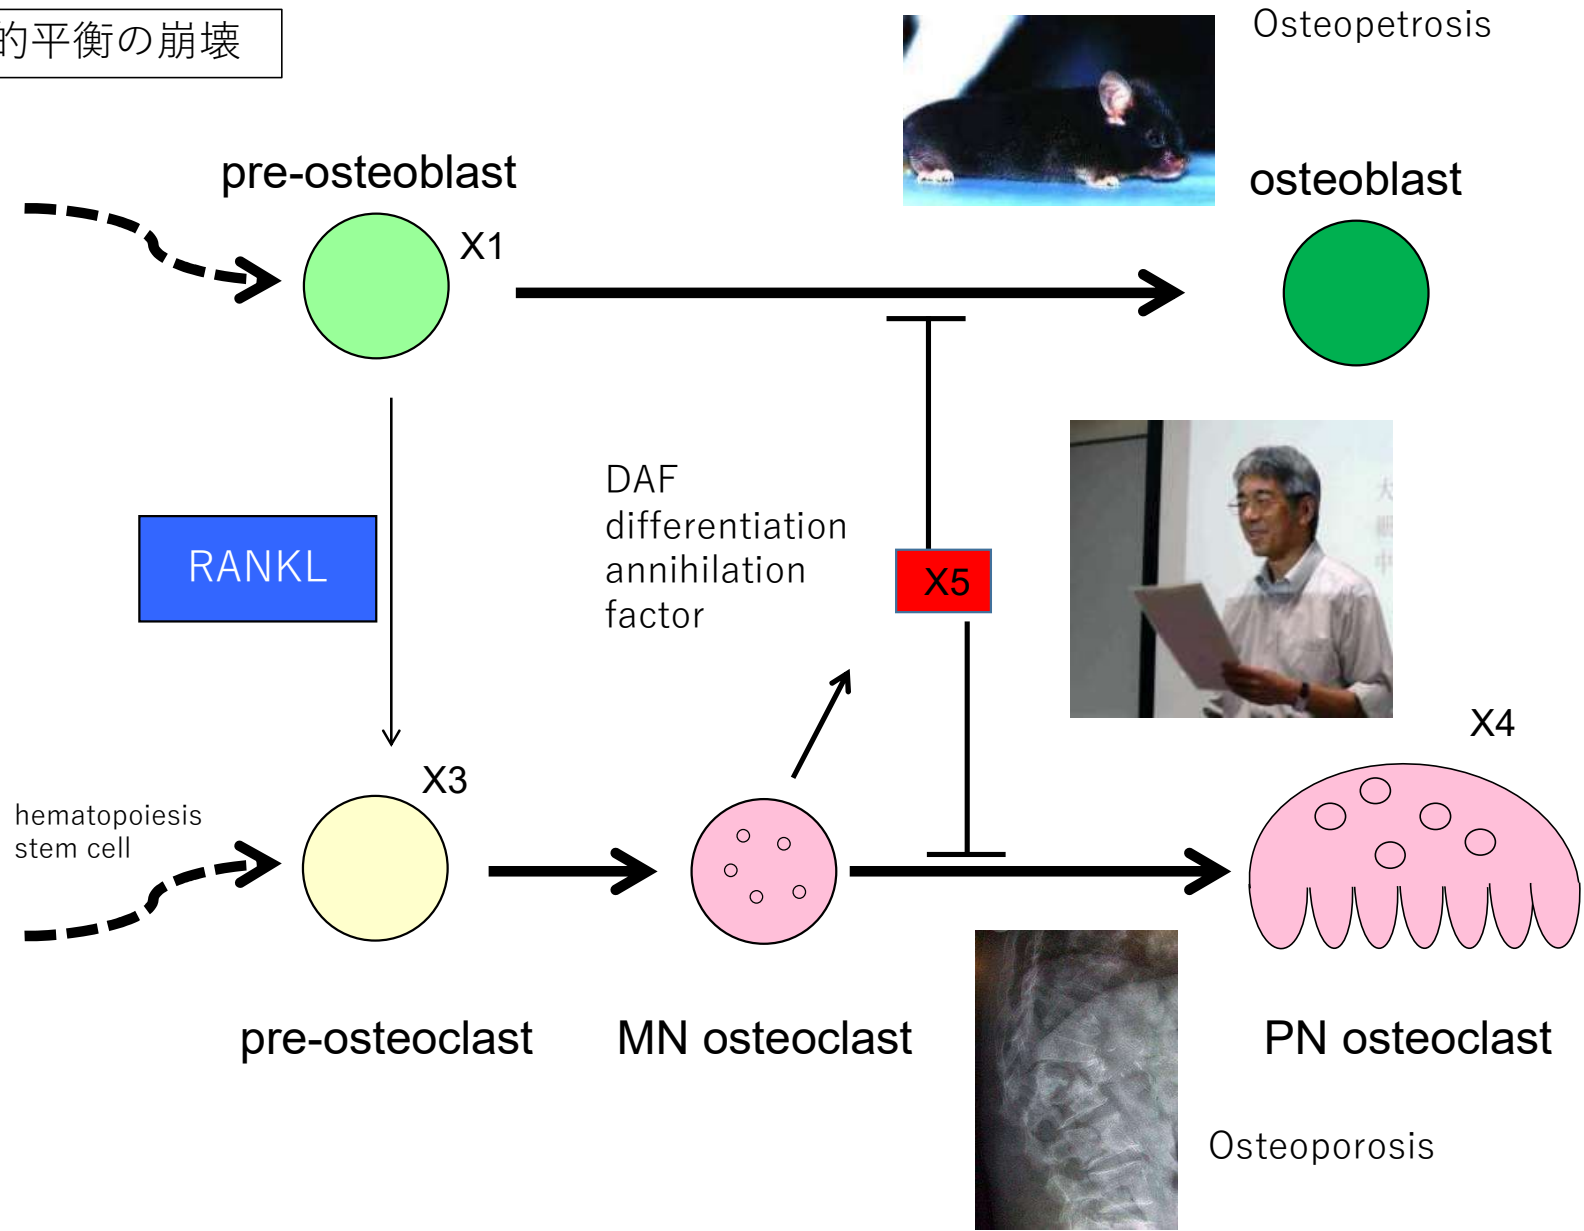 的平衡の崩壊
Osteopetrosis
pre-osteoblast
osteoblast
X1
DAF
differentiation
annihilation
factor
RANKL
X5
X4
X3
hematopoiesis
stem cell
pre-osteoclast
MN osteoclast
PN osteoclast
Osteoporosis